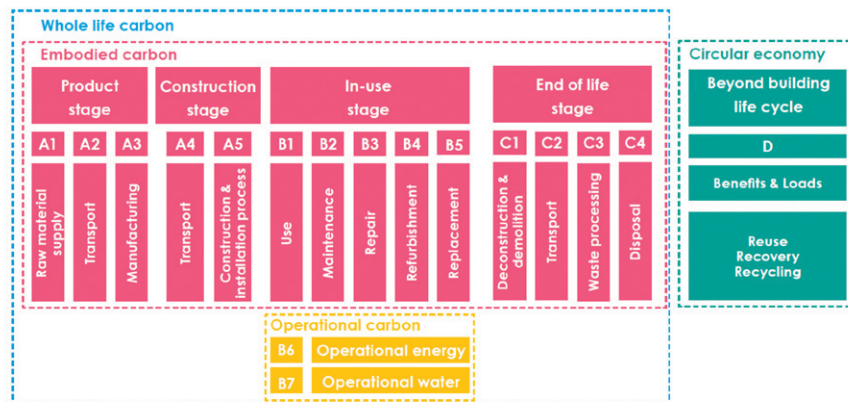 Whole life carbon
Embodied carbon
Product
stage
Construction
stage
In-use
stage
End of life
stage
A1
A2
A3
A4
A5
B1
B2
B3
B4
B5
C1
C2
C3
C4
Raw material
supply
Transport
Manufacturing
Transport
Construction &
installation process
Use
Maintenance
Repair
Refurbishment
Replacement
Deconstruction &
demolition
Transport
Waste processing
Disposal
Operational carbon
B6 Operational energy
B7 Operational water
Circular economy
Beyond building
life cycle
D
Benefits & Loads
Reuse
Recovery
Recycling